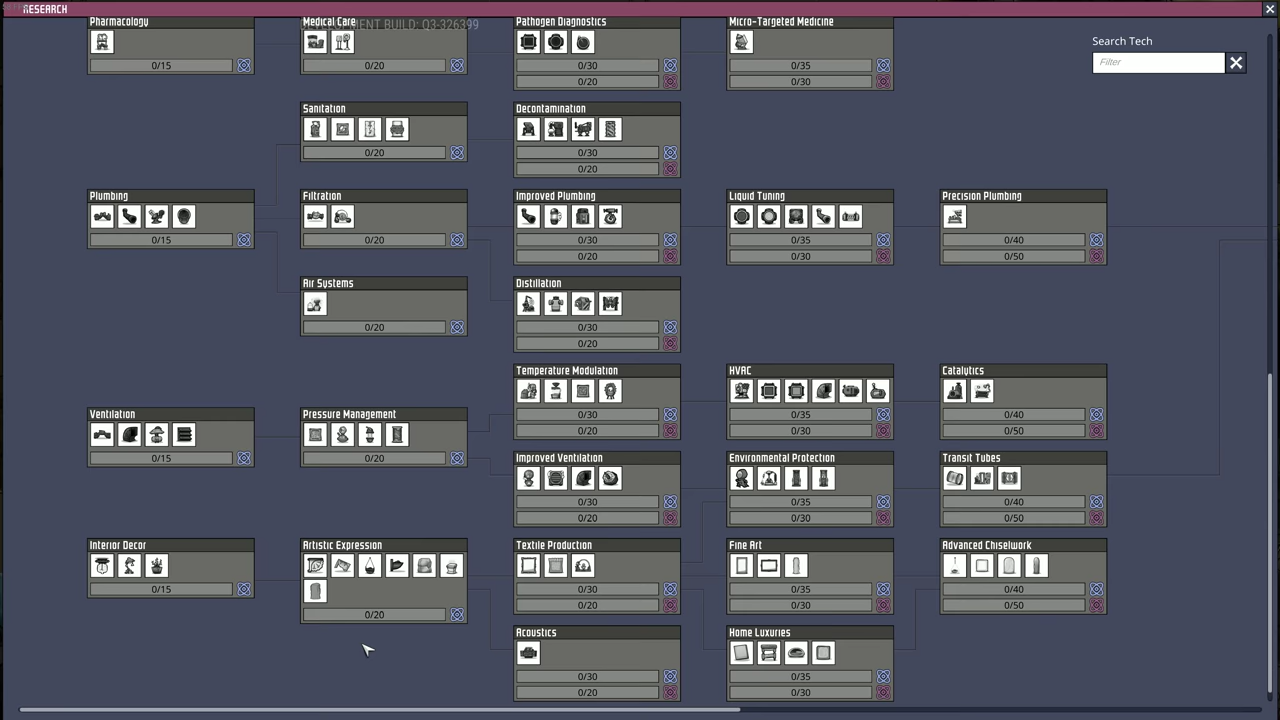 RESEARCH
DEVELOPMENT BUILD: Q3-326399
Pharmacology
0/15
Medical Care
0/20
Pathogen Diagnostics
0/30
0/20
Micro-Targeted Medicine
0/35
0/30
Search Tech
Filter
Sanitation
0/20
Decontamination
0/30
0/20
Plumbing
0/15
Filtration
0/20
Improved Plumbing
0/30
0/20
Liquid Tuning
0/35
0/30
Precision Plumbing
0/40
0/50
Air Systems
0/20
Distillation
0/30
0/20
Temperature Modulation
0/30
0/20
HVAC
0/35
0/30
Catalytics
0/40
0/50
Ventilation
0/15
Pressure Management
0/20
Improved Ventilation
0/30
0/20
Environmental Protection
0/35
0/30
Transit Tubes
0/40
0/50
Interior Decor
0/15
Artistic Expression
0/20
Textile Production
0/30
0/20
Fine Art
0/35
0/30
Advanced Chiselwork
0/40
0/50
Acoustics
0/30
0/20
Home Luxuries
0/35
0/30